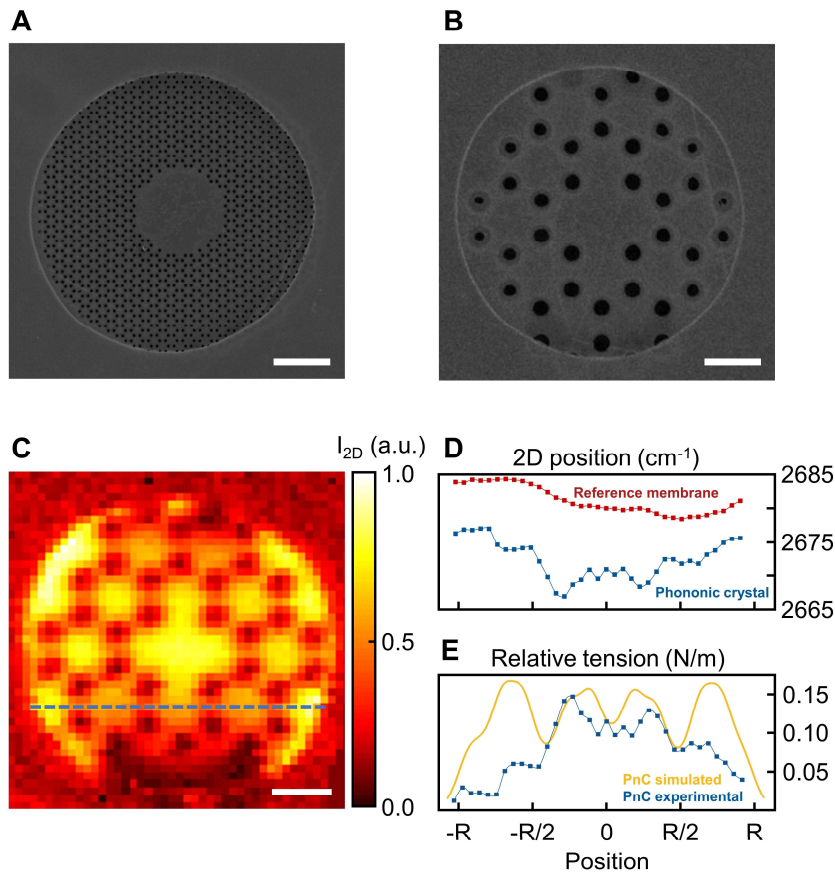 A
B
C
I2D (a.u.)
1.0
0.5
0.0
D
2D position (cm-1)
Reference membrane
Phononic crystal
2685
2675
2665
E
Relative tension (N/m)
PnC simulated
PnC experimental
0.15
0.10
0.05
-R
-R/2
0
R/2
R
Position